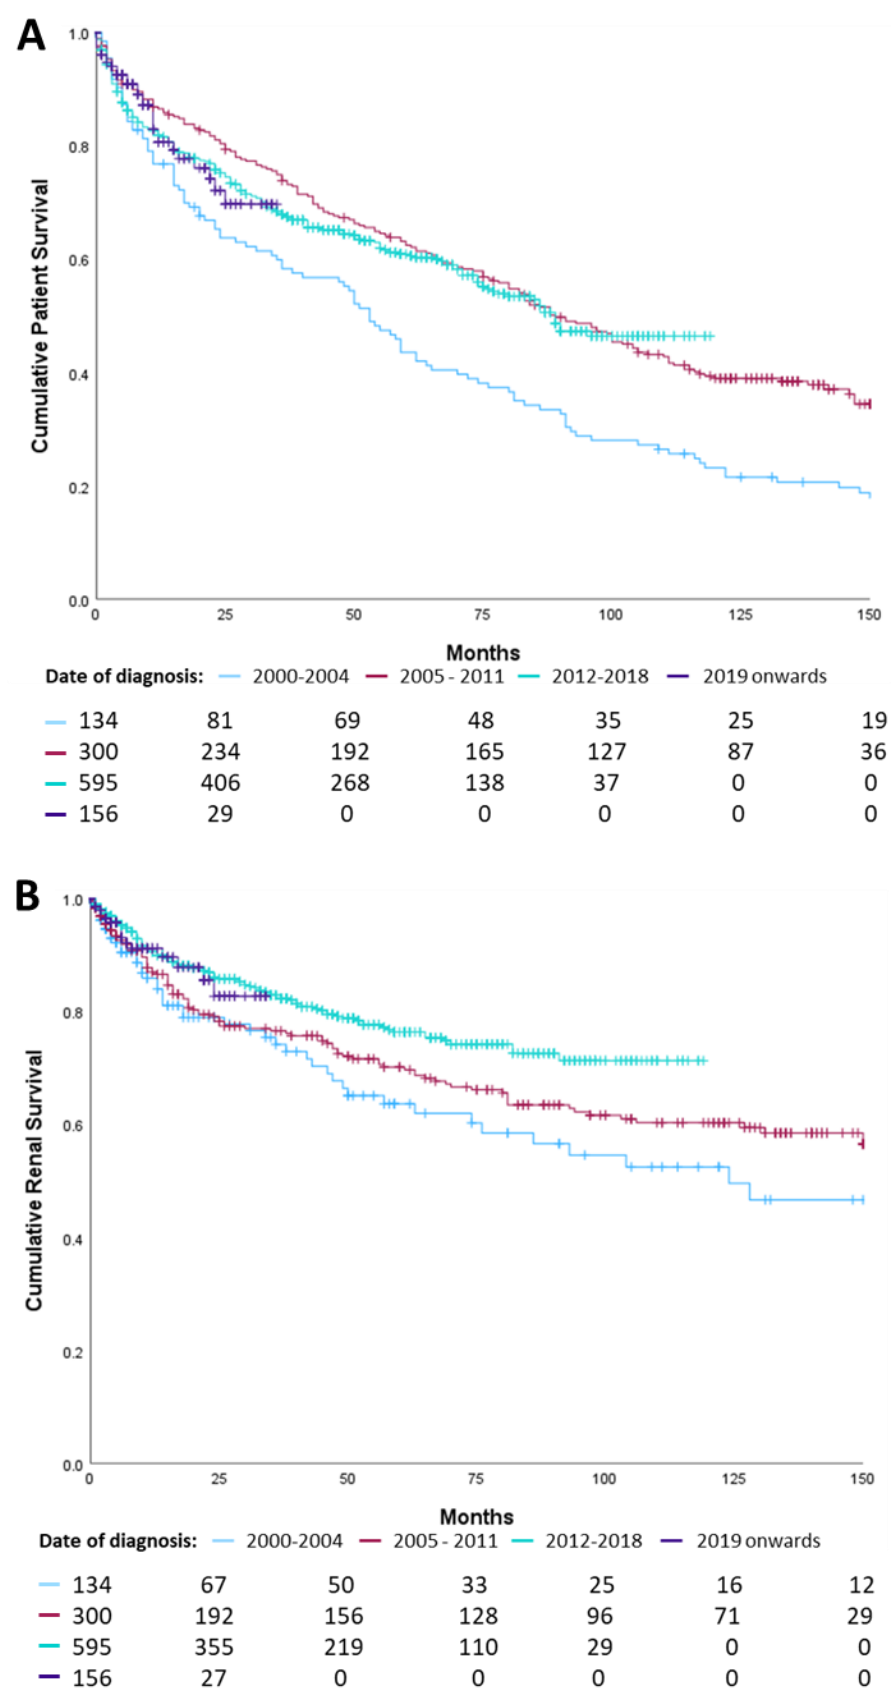 A
Cumulative Patient Survival
1.0
0.8
0.6
0.4
0.2
0.0
0 25 50 75 100 125 150
Months
Date of diagnosis: 2000-2004 2005 - 2011 2012-2018 2019 onwards
134 81 69 48 35 25 19
300 234 192 165 127 87 36
595 406 268 138 37 0 0
156 29 0 0 0 0 0
B
Cumulative Renal Survival
1.0
0.8
0.6
0.4
0.2
0.0
0 25 50 75 100 125 150
Months
Date of diagnosis: 2000-2004 2005 - 2011 2012-2018 2019 onwards
134 67 50 33 25 16 12
300 192 156 128 96 71 29
595 355 219 110 29 0 0
156 27 0 0 0 0 0